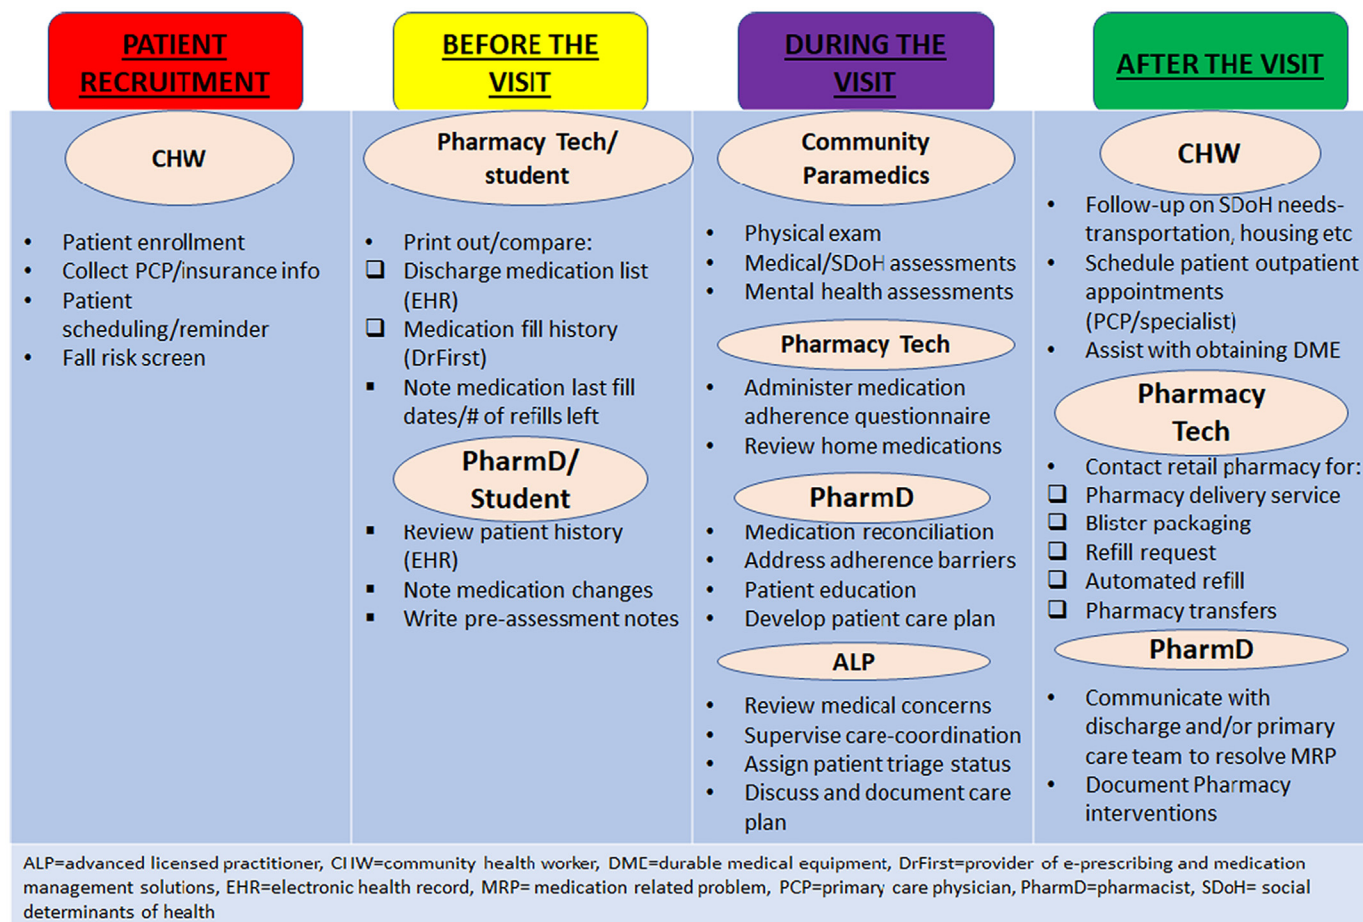 PATIENT
RECRUITMENT
CHW
• Patient enrollment
• Collect PCP/insurance info
• Patient
scheduling/reminder
• Fall risk screen
BEFORE THE
VISIT
Pharmacy Tech/
student
• Print out/compare:
❑ Discharge medication list
(EHR)
❑ Medication fill history
(DrFirst)
▪ Note medication last fill
dates/# of refills left
PharmD/
Student
▪ Review patient history
(EHR)
▪ Note medication changes
▪ Write pre-assessment notes
DURING THE
VISIT
Community
Paramedics
• Physical exam
• Medical/SDoH assessments
• Mental health assessments
Pharmacy Tech
• Administer medication
adherence questionnaire
• Review home medications
PharmD
• Medication reconciliation
• Address adherence barriers
• Patient education
• Develop patient care plan
ALP
• Review medical concerns
• Supervise care-coordination
• Assign patient triage status
• Discuss and document care
plan
AFTER THE VISIT
CHW
• Follow-up on SDoH needs-
transportation, housing etc
• Schedule patient outpatient
appointments
(PCP/specialist)
• Assist with obtaining DME
Pharmacy
Tech
• Contact retail pharmacy for:
❑ Pharmacy delivery service
❑ Blister packaging
❑ Refill request
❑ Automated refill
❑ Pharmacy transfers
PharmD
• Communicate with
discharge and/or primary
care team to resolve MRP
• Document Pharmacy
interventions
ALP=advanced licensed practitioner, CHW=community health worker, DME=durable medical equipment, DrFirst=provider of e-prescribing and medication
management solutions, EHR=electronic health record, MRP= medication related problem, PCP=primary care physician, PharmD=pharmacist, SDoH= social
determinants of health